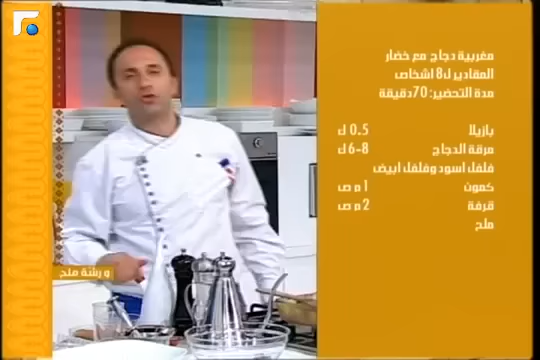 مغربية دجاج مع خضار
المقادير ل8 اشخاص
مدة التحضير: 70دقيقة
بازيلا 0.5 ك
مرقة الدجاج 6-8 ك
فلفل اسود وفلفل ابيض
كمون 1 م ص
قرفة 2 م ص
ملح
و رشة ملح